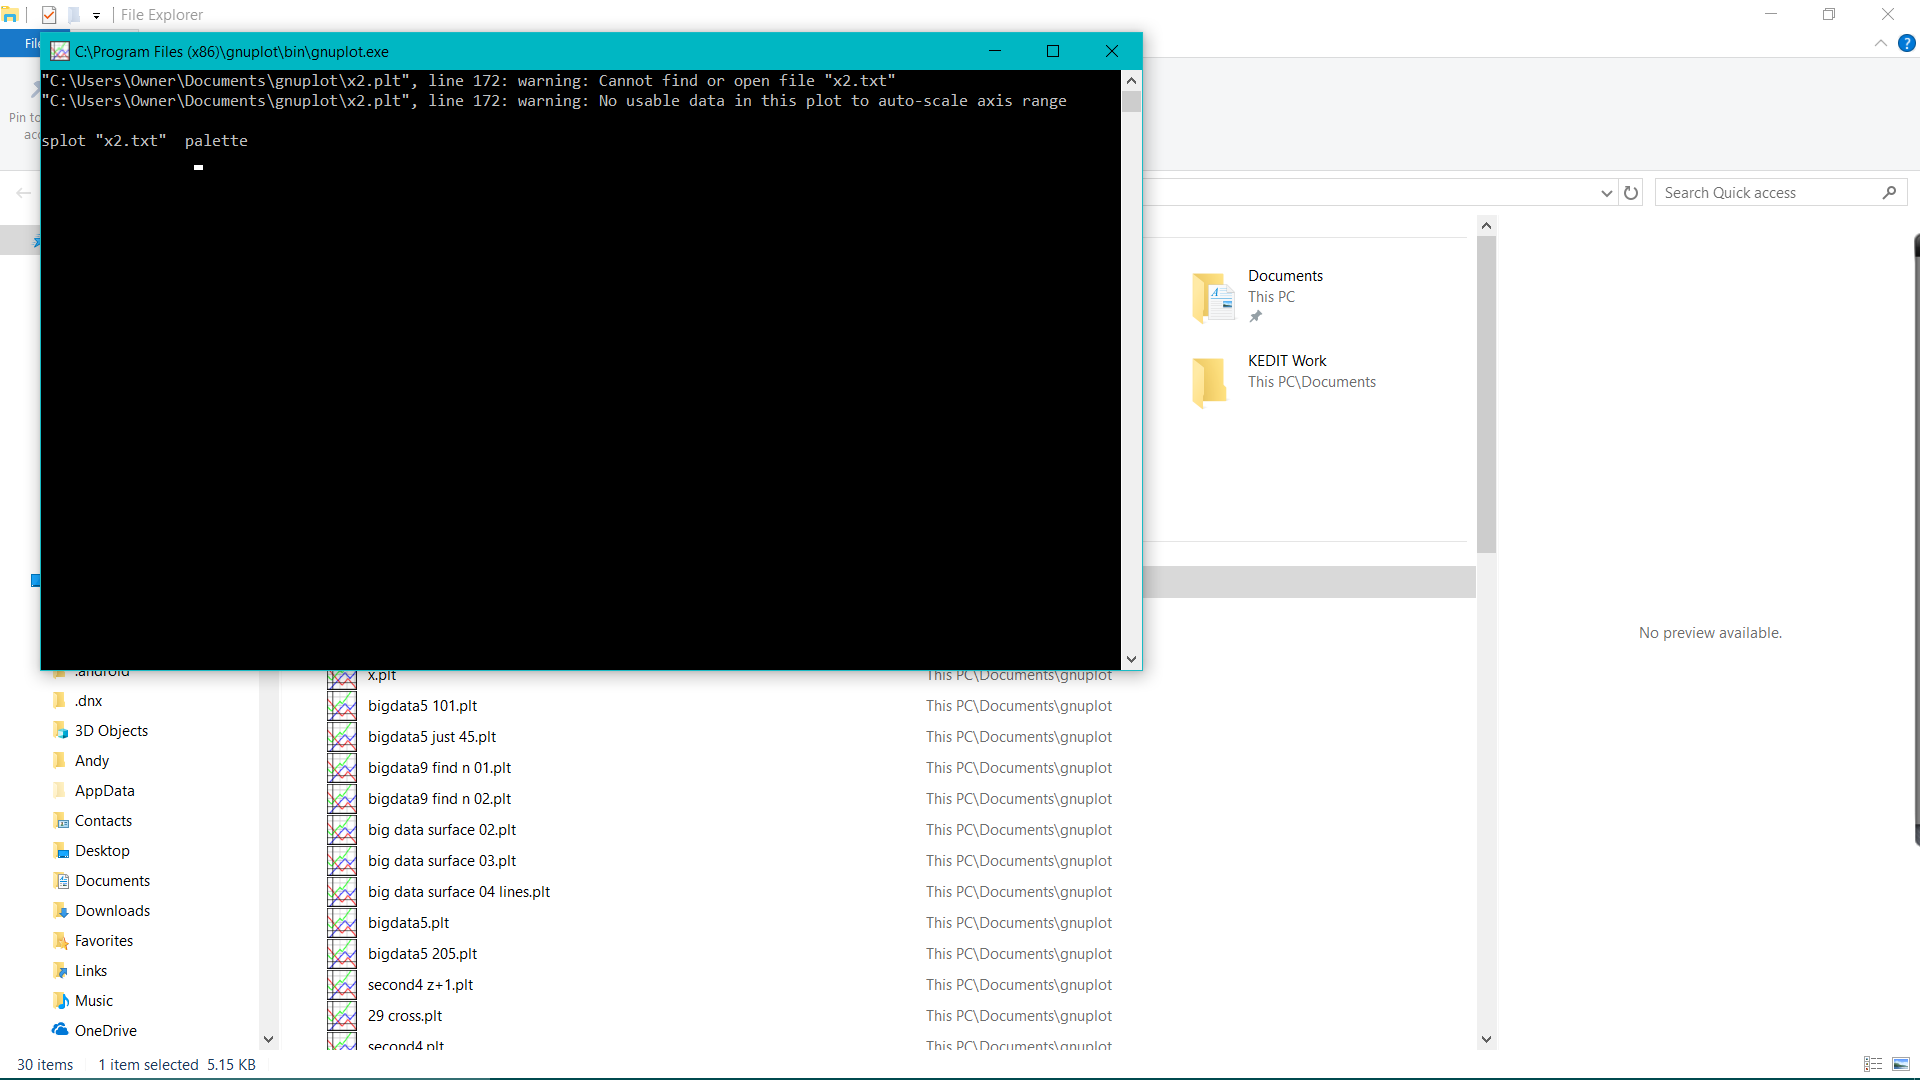 File Explorer
File
C:\Program Files (x86)\gnuplot\bin\gnuplot.exe
"C:\Users\Owner\Documents\gnuplot\x2.plt", line 172: warning: Cannot find or open file "x2.txt"
"C:\Users\Owner\Documents\gnuplot\x2.plt", line 172: warning: No usable data in this plot to auto-scale axis range
splot "x2.txt"  palette
Pin to
Search Quick access
Documents
This PC
KEDIT Work
This PC\Documents
No preview available.
.android
.dnx
3D Objects
Andy
AppData
Contacts
Desktop
Documents
Downloads
Favorites
Links
Music
OneDrive
x.plt This PC\Documents\gnuplot
bigdata5 101.plt This PC\Documents\gnuplot
bigdata5 just 45.plt This PC\Documents\gnuplot
bigdata9 find n 01.plt This PC\Documents\gnuplot
bigdata9 find n 02.plt This PC\Documents\gnuplot
big data surface 02.plt This PC\Documents\gnuplot
big data surface 03.plt This PC\Documents\gnuplot
big data surface 04 lines.plt This PC\Documents\gnuplot
bigdata5.plt This PC\Documents\gnuplot
bigdata5 205.plt This PC\Documents\gnuplot
second4 z+1.plt This PC\Documents\gnuplot
29 cross.plt This PC\Documents\gnuplot
second4.plt This PC\Documents\gnuplot
30 items 1 item selected 5.15 KB